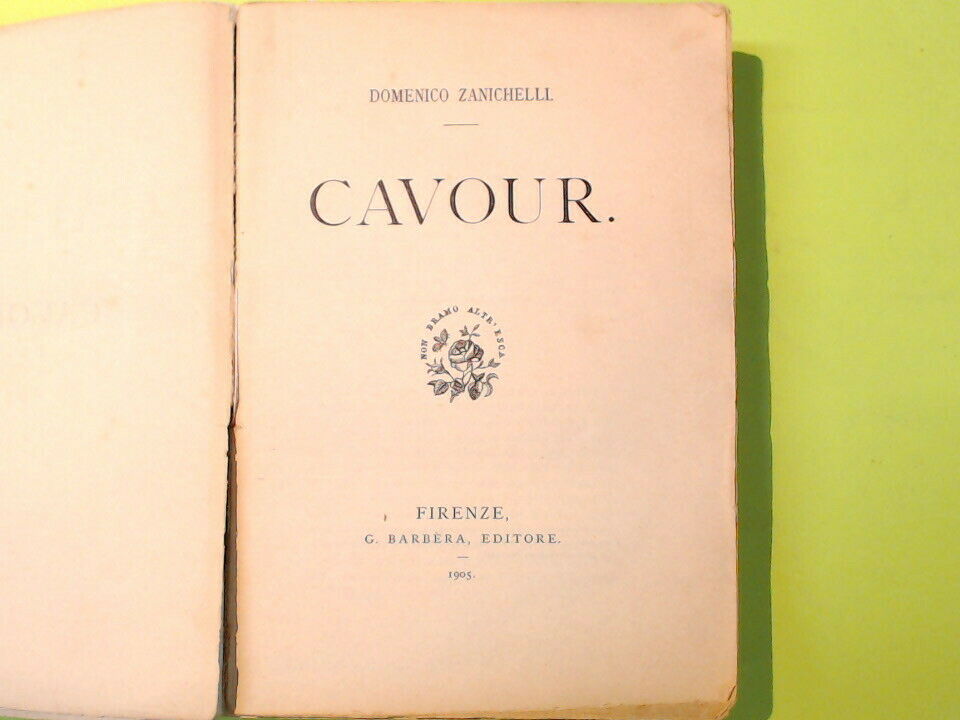 DOMENICO ZANICHELLI.
CAVOUR.
NON BRAMO ALTR' ESCA
FIRENZE,
G. BARBÈRA, EDITORE.
1905.